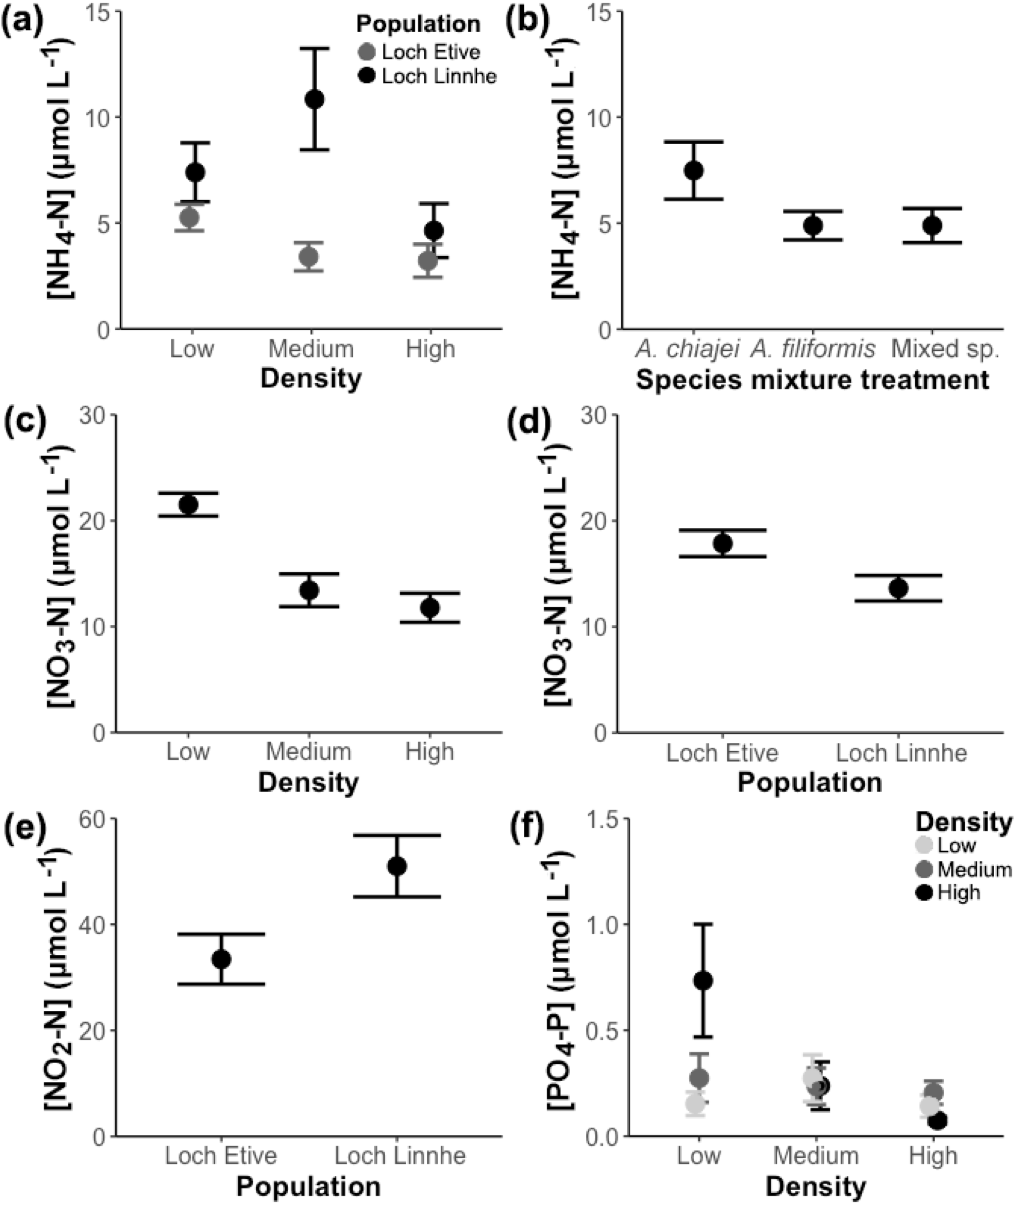 (a)
[NH4-N] (μmol L-1)
15
10
5
0
Population
Loch Etive
Loch Linnhe
Low Medium High
Density
(b)
[NH4-N] (μmol L-1)
15
10
5
0
A. chiajei A. filiformis Mixed sp.
Species mixture treatment
(c)
[NO3-N] (μmol L-1)
30
20
10
0
Low Medium High
Density
(d)
[NO3-N] (μmol L-1)
30
20
10
0
Loch Etive Loch Linnhe
Population
(e)
[NO2-N] (μmol L-1)
60
40
20
0
Loch Etive Loch Linnhe
Population
(f)
[PO4-P] (μmol L-1)
1.5
1.0
0.5
0.0
Density
Low
Medium
High
Low Medium High
Density